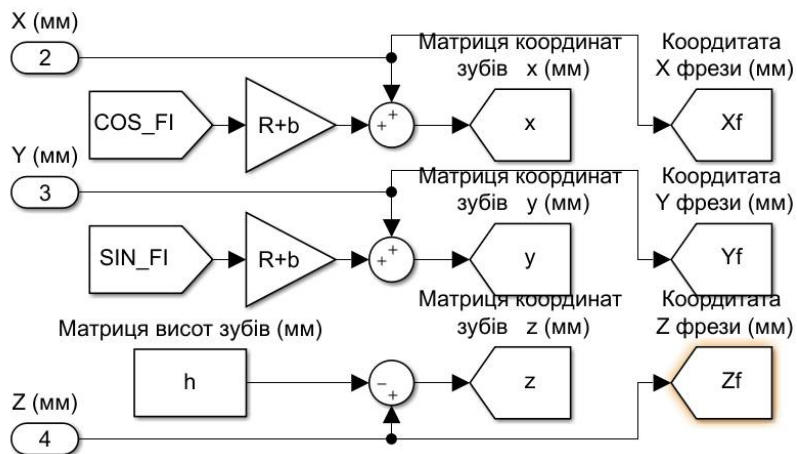 X (мм)
2
Матриця координат
зубів x (мм)
Коордитата
X фрези (мм)
COS_FI
R+b
+
+
x
Xf
Y (мм)
3
Матриця координат
зубів y (мм)
Коордитата
Y фрези (мм)
SIN_FI
R+b
+
+
y
Yf
Матриця висот зубів (мм)
Матриця координат
зубів z (мм)
Коордитата
Z фрези (мм)
h
−
+
z
Zf
Z (мм)
4